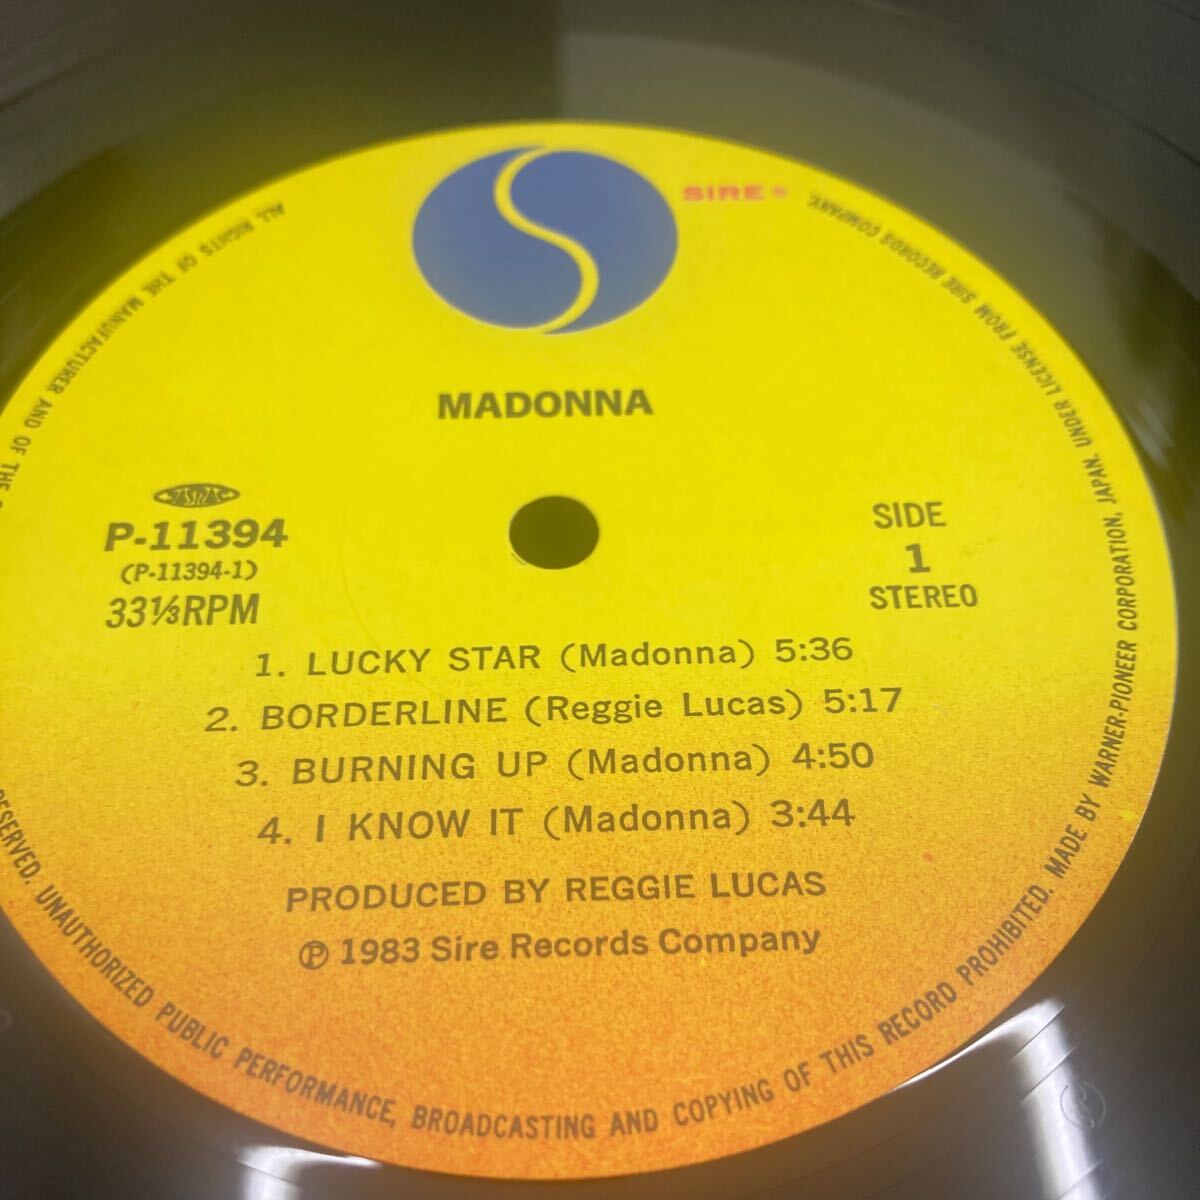 SIRE ®
MADONNA
JASRAC
P-11394
(P-11394-1)
33⅓RPM
SIDE
1
STEREO
1. LUCKY STAR (Madonna) 5:36
2. BORDERLINE (Reggie Lucas) 5:17
3. BURNING UP (Madonna) 4:50
4. I KNOW IT (Madonna) 3:44
PRODUCED BY REGGIE LUCAS
℗ 1983 Sire Records Company
ALL RIGHTS OF THE MANUFACTURER AND OF THE
RESERVED. UNAUTHORIZED PUBLIC PERFORMANCE, BROADCASTING AND COPYING OF THIS RECORD PROHIBITED. MADE BY WARNER-PIONEER CORPORATION, JAPAN. UNDER LICENSE FROM SIRE RECORDS COMPANY.